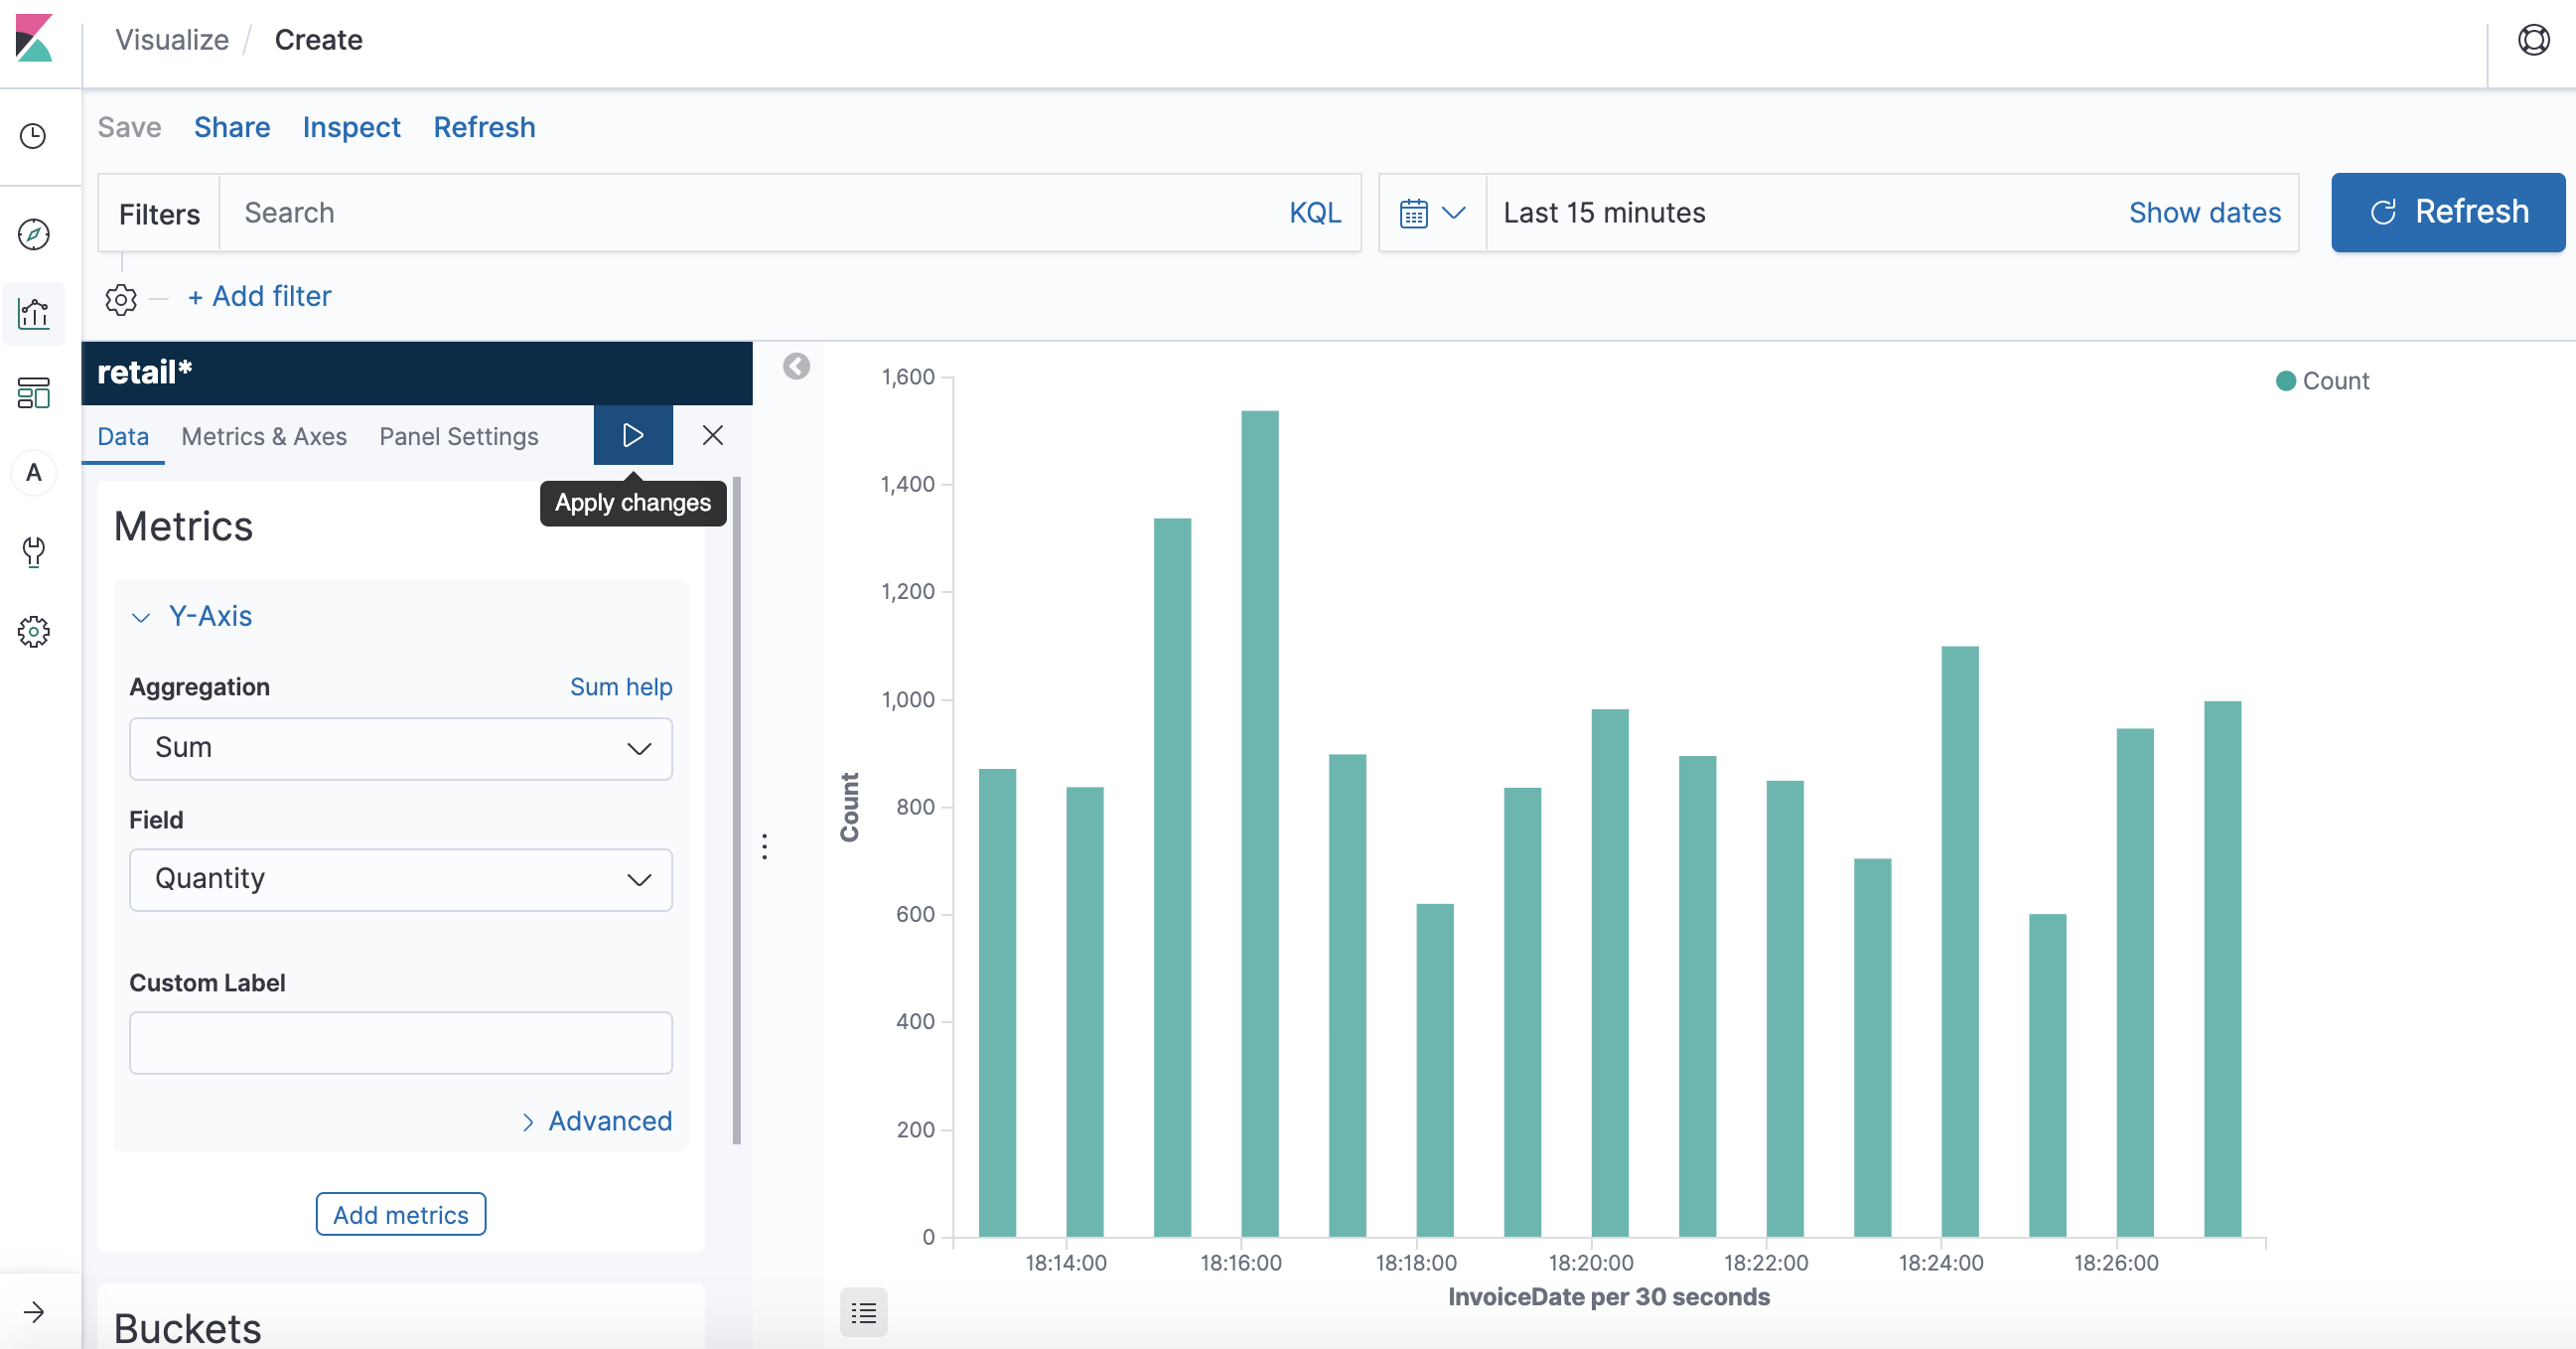 Visualize / Create
Save Share Inspect Refresh
Filters Search KQL Last 15 minutes Show dates Refresh
+ Add filter
retail*
Data Metrics & Axes Panel Settings
Apply changes
Metrics
Y-Axis
Aggregation Sum help
Sum
Field
Quantity
Custom Label
Advanced
Add metrics
Buckets
A
Count
1,600
1,400
1,200
1,000
800
600
400
200
0
Count
18:14:00 18:16:00 18:18:00 18:20:00 18:22:00 18:24:00 18:26:00
InvoiceDate per 30 seconds